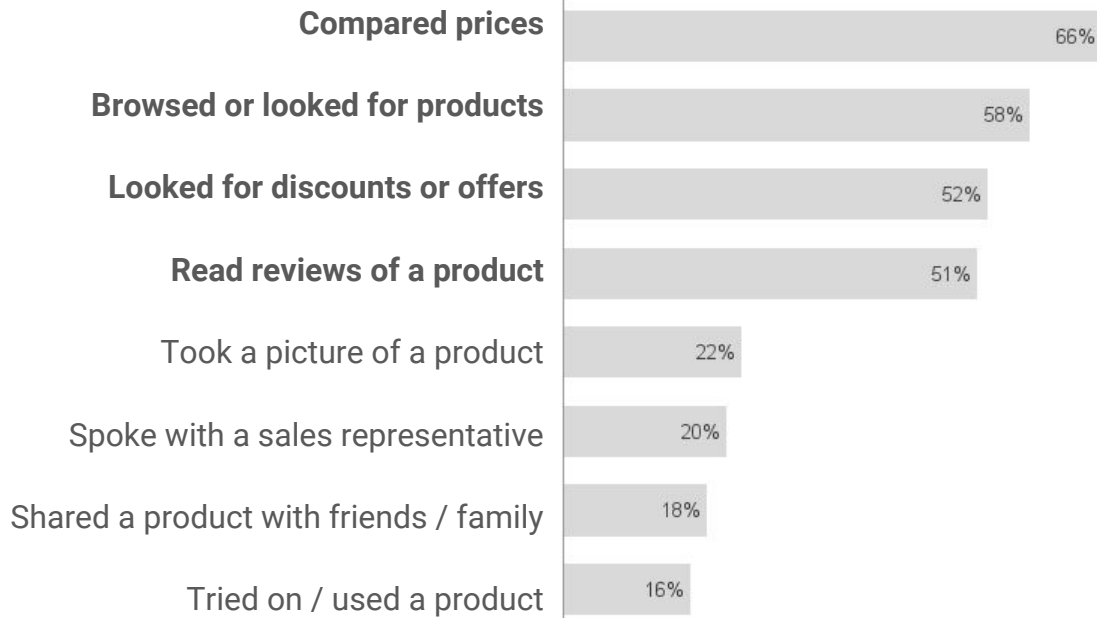 Compared prices 66%
Browsed or looked for products 58%
Looked for discounts or offers 52%
Read reviews of a product 51%
Took a picture of a product 22%
Spoke with a sales representative 20%
Shared a product with friends / family 18%
Tried on / used a product 16%